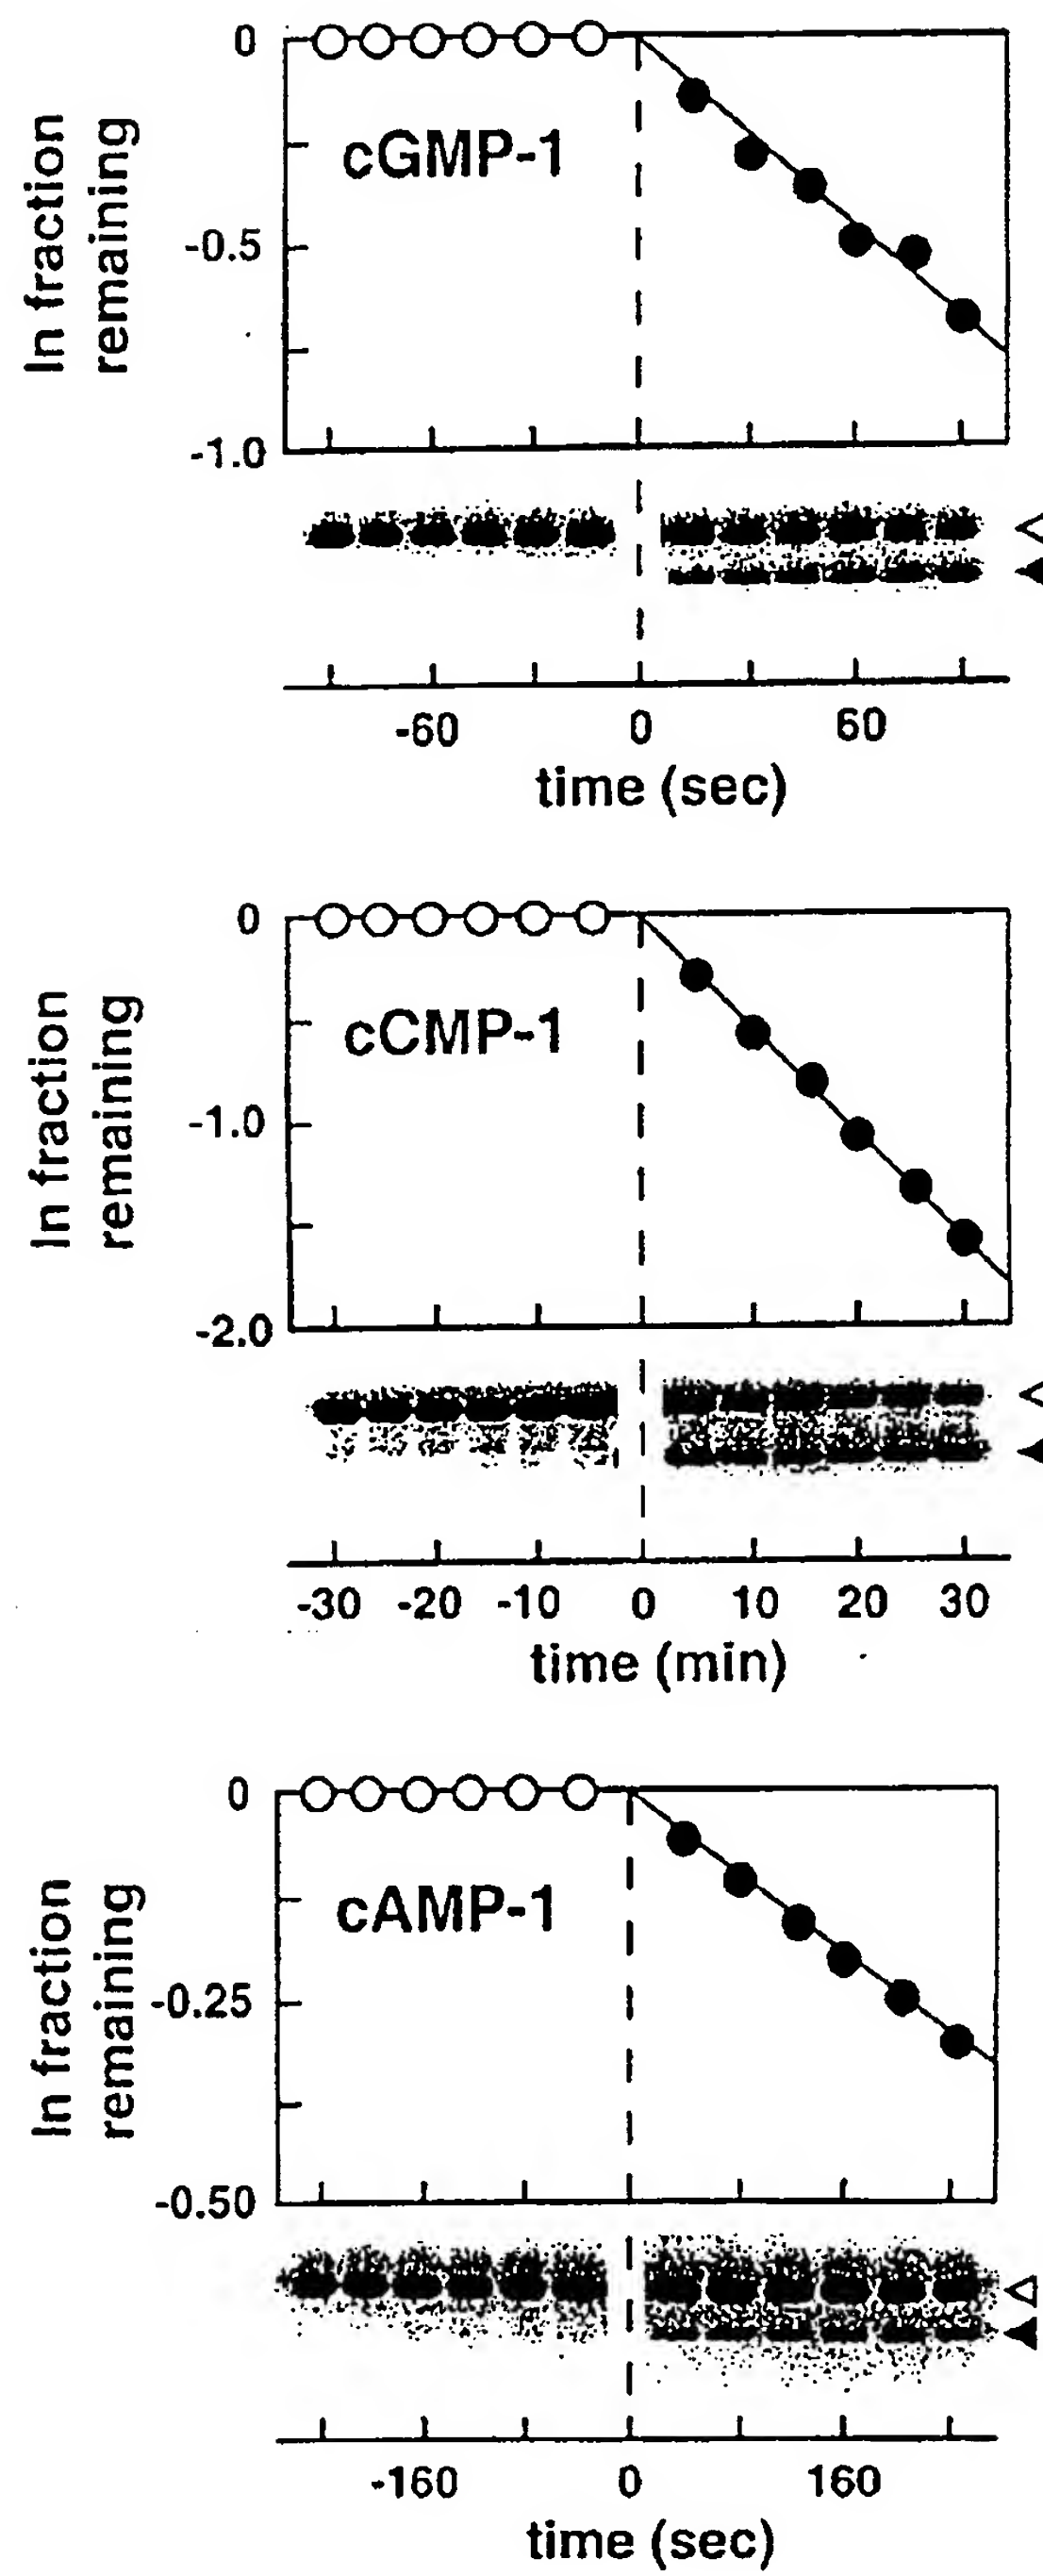 0
cGMP-1
ln fraction
remaining
-0.5
-1.0
-60 0 60
time (sec)
0
cCMP-1
ln fraction
remaining
-1.0
-2.0
-30 -20 -10 0 10 20 30
time (min)
0
cAMP-1
ln fraction
remaining
-0.25
-0.50
-160 0 160
time (sec)